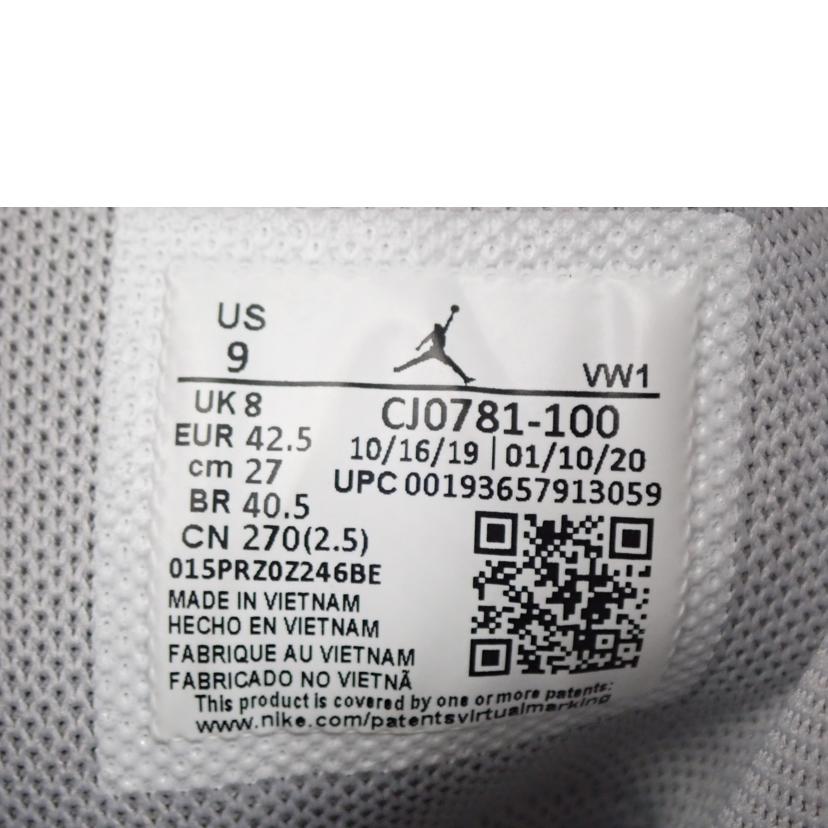 US
9
VW1
UK 8
CJ0781-100
EUR 42.5
10/16/19 | 01/10/20
cm 27
UPC 00193657913059
BR 40.5
CN 270(2.5)
015PRZ0Z246BE
MADE IN VIETNAM
HECHO EN VIETNAM
FABRIQUE AU VIETNAM
FABRICADO NO VIETNÃ
This product is covered by one or more patents:
www.nike.com/patentsvirtualmarking